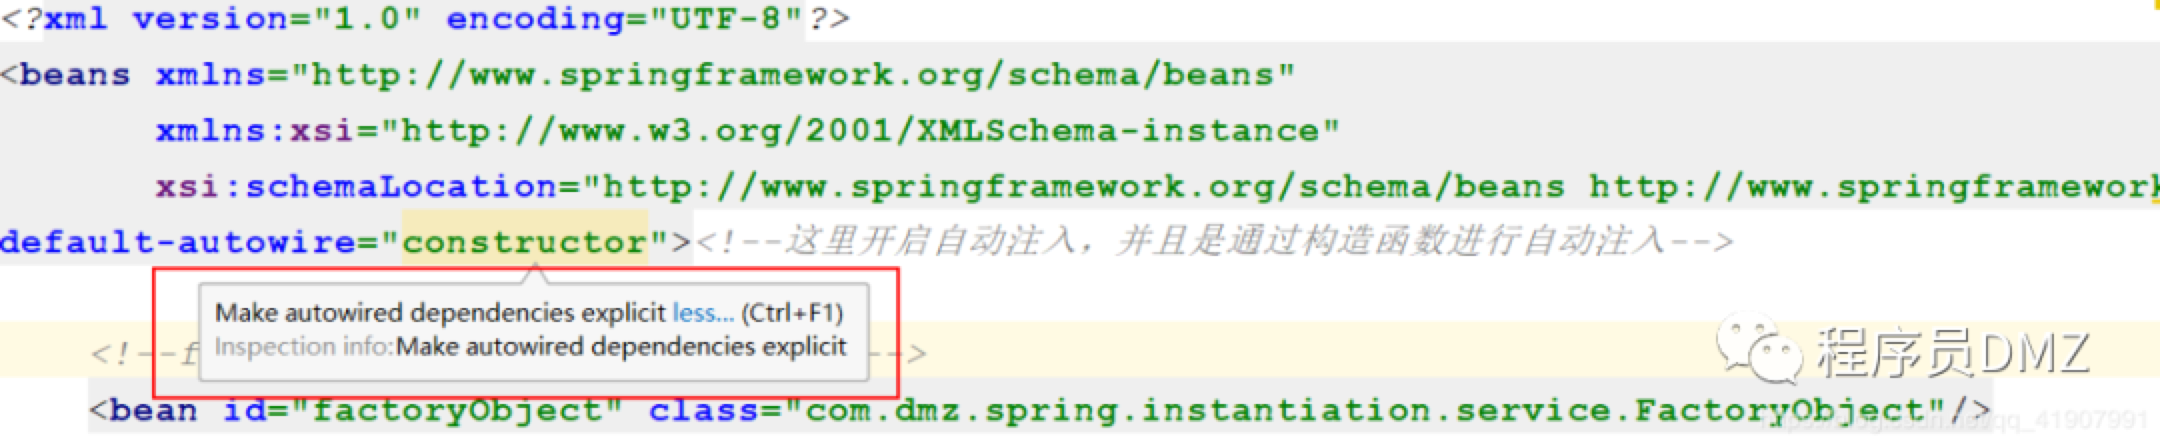 <?xml version="1.0" encoding="UTF-8"?>
<beans xmlns="http://www.springframework.org/schema/beans"
xmlns:xsi="http://www.w3.org/2001/XMLSchema-instance"
xsi:schemaLocation="http://www.springframework.org/schema/beans http://www.springframework
default-autowire="constructor"><!--这里开启自动注入，并且是通过构造函数进行自动注入-->
Make autowired dependencies explicit less... (Ctrl+F1)
Inspection info:Make autowired dependencies explicit
<!--f -->
程序员DMZ
<bean id="factoryObject" class="com.dmz.spring.instantiation.service.FactoryObject"/>
https://blog.csdn.net/qq_41907991